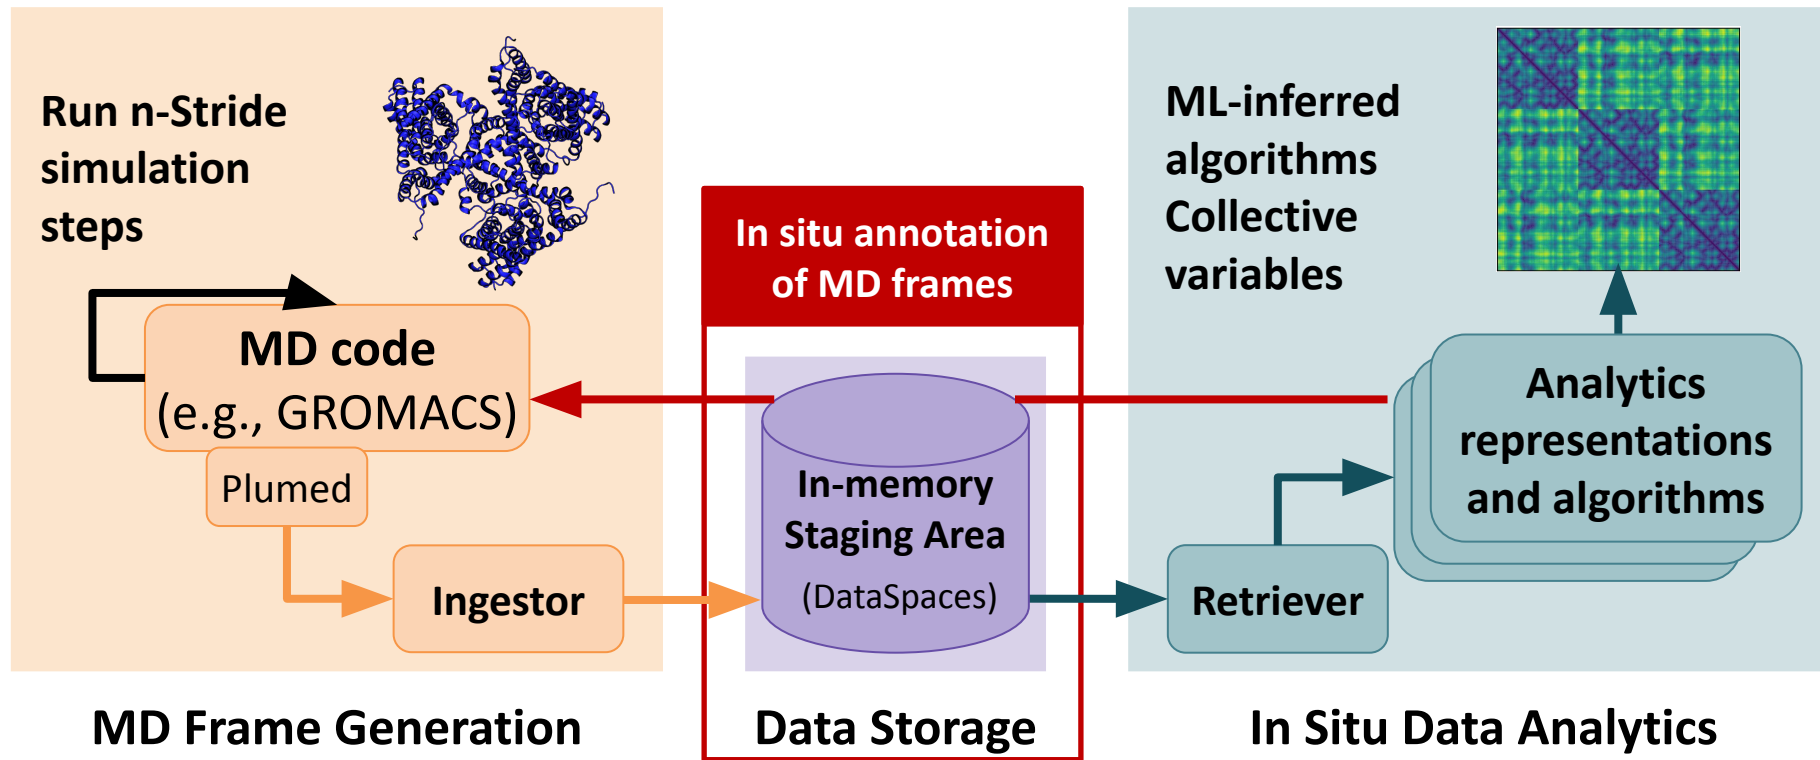 Run n-Stride
simulation
steps
MD code
(e.g., GROMACS)
Plumed
Ingestor
MD Frame Generation
In situ annotation
of MD frames
In-memory
Staging Area
(DataSpaces)
Data Storage
ML-inferred
algorithms
Collective
variables
Analytics
representations
and algorithms
Retriever
In Situ Data Analytics